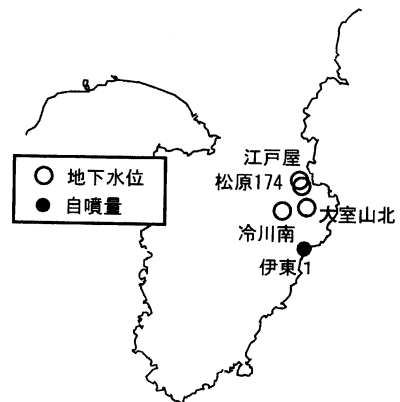 江戸屋
松原174
地下水位
自噴量
大室山北
冷川南
伊東1